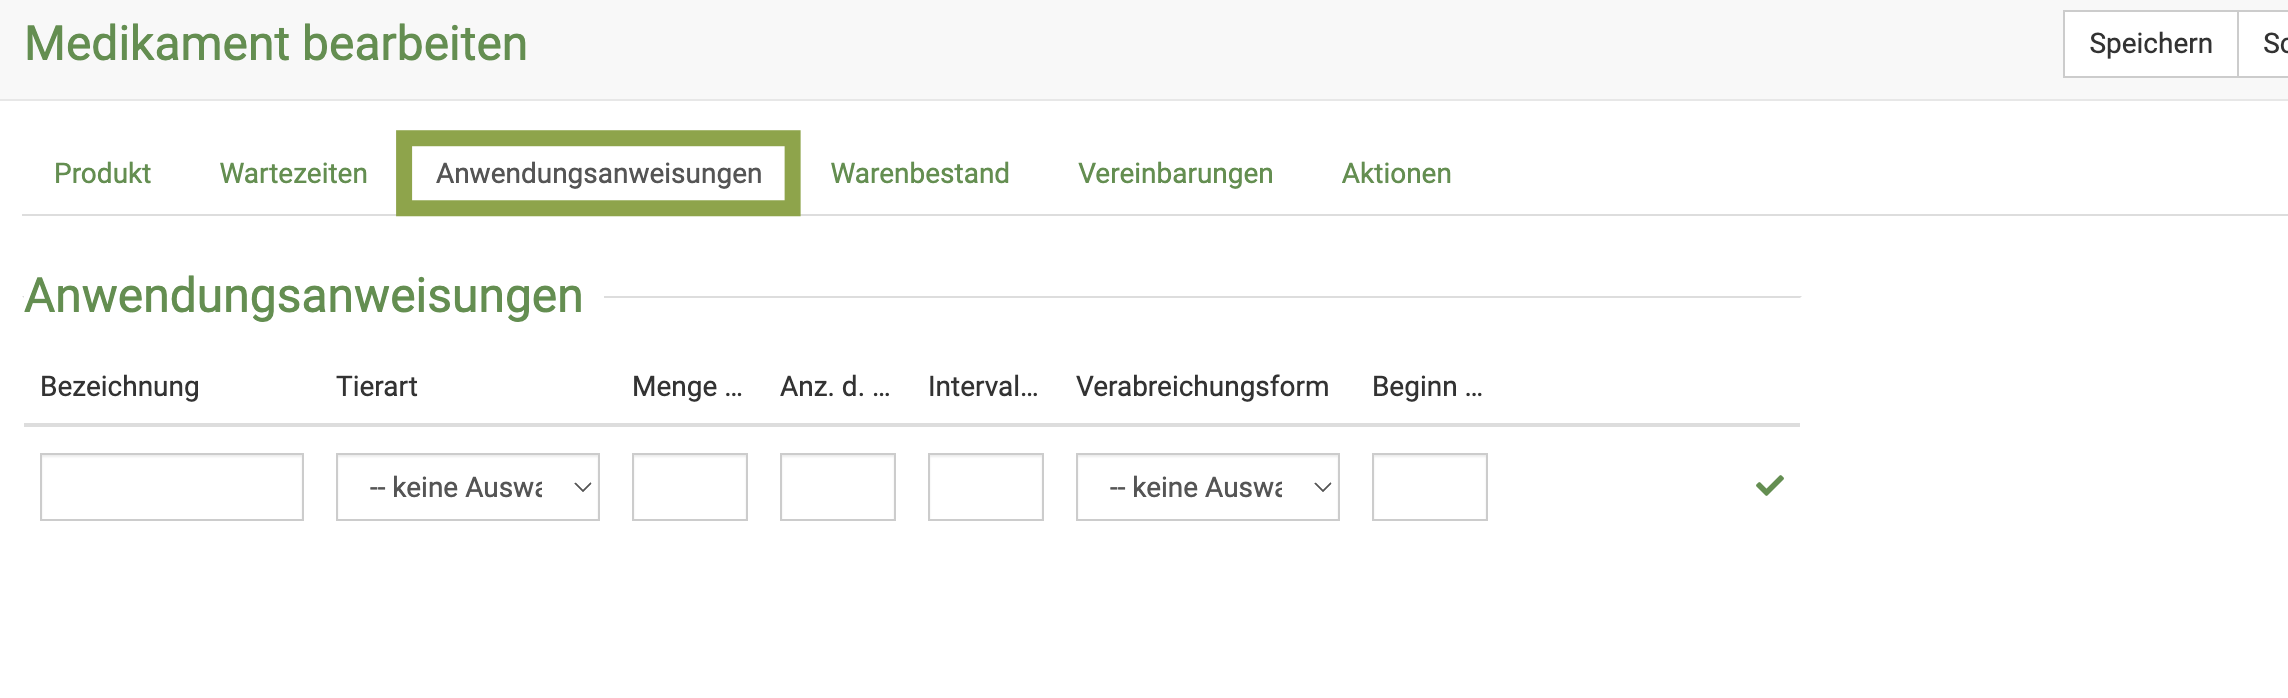 Medikament bearbeiten
Speichern
Produkt Wartezeiten Anwendungsanweisungen Warenbestand Vereinbarungen Aktionen
Anwendungsanweisungen
Bezeichnung Tierart Menge ... Anz. d. ... Interval... Verabreichungsform Beginn ...
-- keine Auswa -- keine Auswa